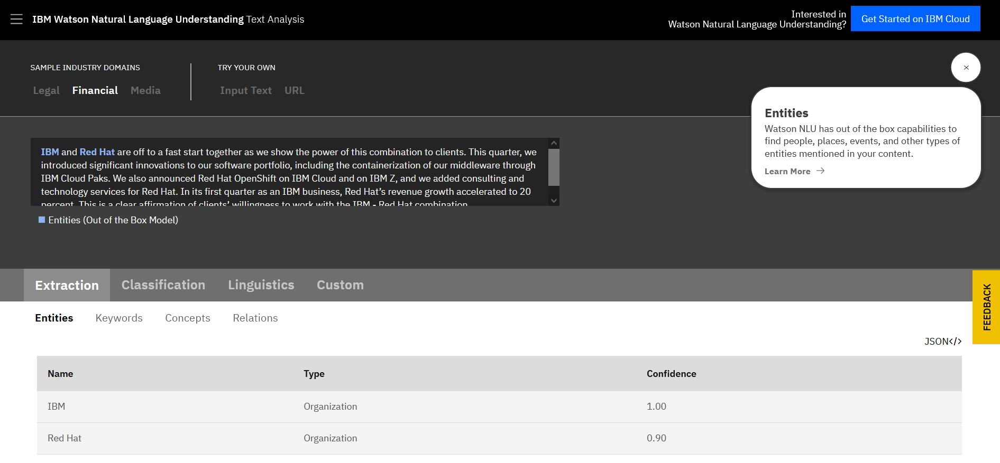 IBM Watson Natural Language Understanding Text Analysis
Interested in
Watson Natural Language Understanding?
Get Started on IBM Cloud
SAMPLE INDUSTRY DOMAINS
Legal Financial Media
TRY YOUR OWN
Input Text URL
×
Entities
Watson NLU has out of the box capabilities to
find people, places, events, and other types of
entities mentioned in your content.
Learn More →
IBM and Red Hat are off to a fast start together as we show the power of this combination to clients. This quarter, we
introduced significant innovations to our software portfolio, including the containerization of our middleware through
IBM Cloud Paks. We also announced Red Hat OpenShift on IBM Cloud and on IBM Z, and we added consulting and
technology services for Red Hat. In its first quarter as an IBM business, Red Hat’s revenue growth accelerated to 20
percent. This is a clear affirmation of clients’ willingness to work with the IBM - Red Hat combination.
Entities (Out of the Box Model)
Extraction Classification Linguistics Custom
FEEDBACK
Entities Keywords Concepts Relations
JSON</>
Name Type Confidence
IBM Organization 1.00
Red Hat Organization 0.90